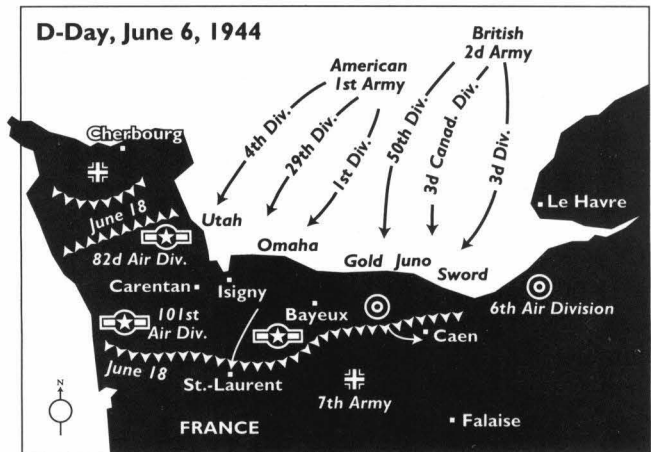 D-Day, June 6, 1944
American
1st Army
British
2d Army
4th Div.
29th Div.
1st Div.
50th Div.
3d Canad. Div.
3d Div.
Cherbourg
June 18
Utah
Omaha
Gold
Juno
Sword
Le Havre
82d Air Div.
Carentan
Isigny
Bayeux
6th Air Division
101st
Air Div.
Caen
June 18
St.-Laurent
7th Army
N
FRANCE
Falaise